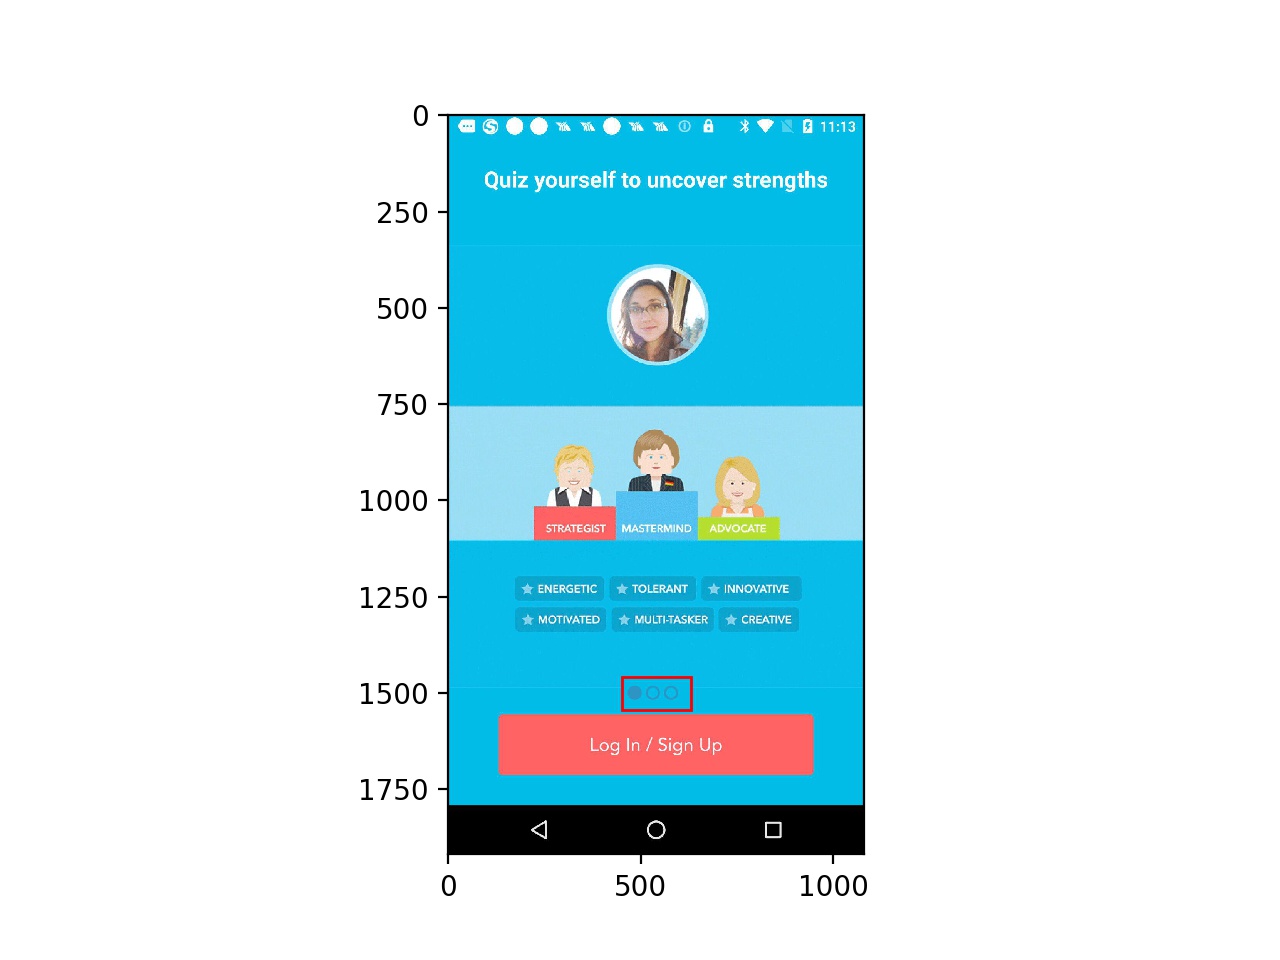 0
250
500
750
1000
1250
1500
1750
0 500 1000
11:13
Quiz yourself to uncover strengths
STRATEGIST MASTERMIND ADVOCATE
ENERGETIC TOLERANT INNOVATIVE
MOTIVATED MULTI-TASKER CREATIVE
Log In / Sign Up